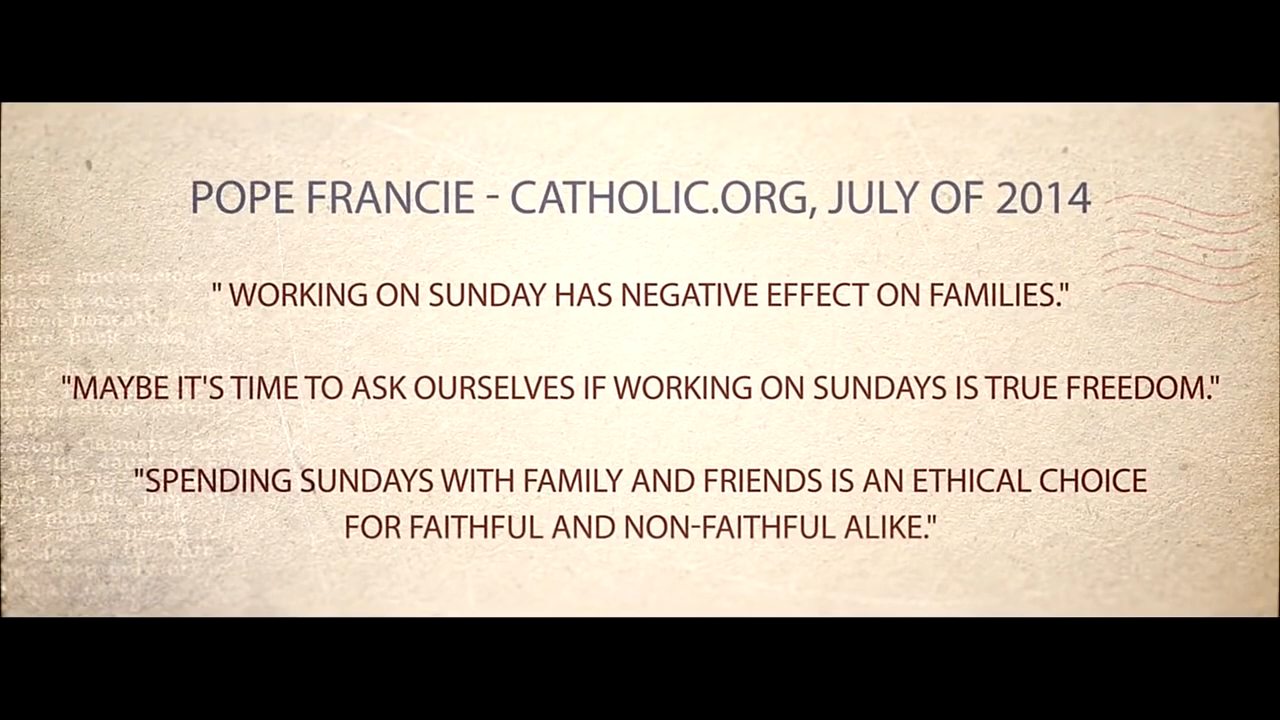 POPE FRANCIE - CATHOLIC.ORG, JULY OF 2014
" WORKING ON SUNDAY HAS NEGATIVE EFFECT ON FAMILIES."
"MAYBE IT'S TIME TO ASK OURSELVES IF WORKING ON SUNDAYS IS TRUE FREEDOM."
"SPENDING SUNDAYS WITH FAMILY AND FRIENDS IS AN ETHICAL CHOICE
FOR FAITHFUL AND NON-FAITHFUL ALIKE."